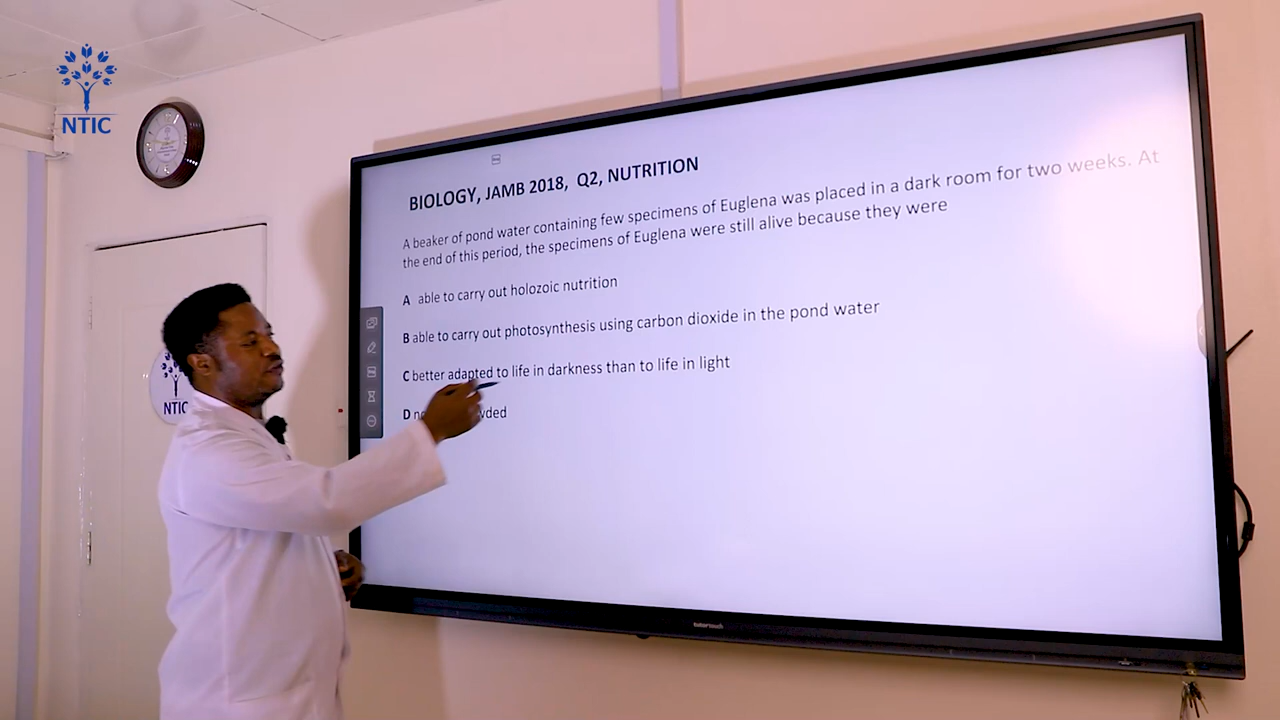 NTIC
BIOLOGY, JAMB 2018, Q2, NUTRITION
A beaker of pond water containing few specimens of Euglena was placed in a dark room for two weeks. At
the end of this period, the specimens of Euglena were still alive because they were
A able to carry out holozoic nutrition
B able to carry out photosynthesis using carbon dioxide in the pond water
C better adapted to life in darkness than to life in light
D
NTIC